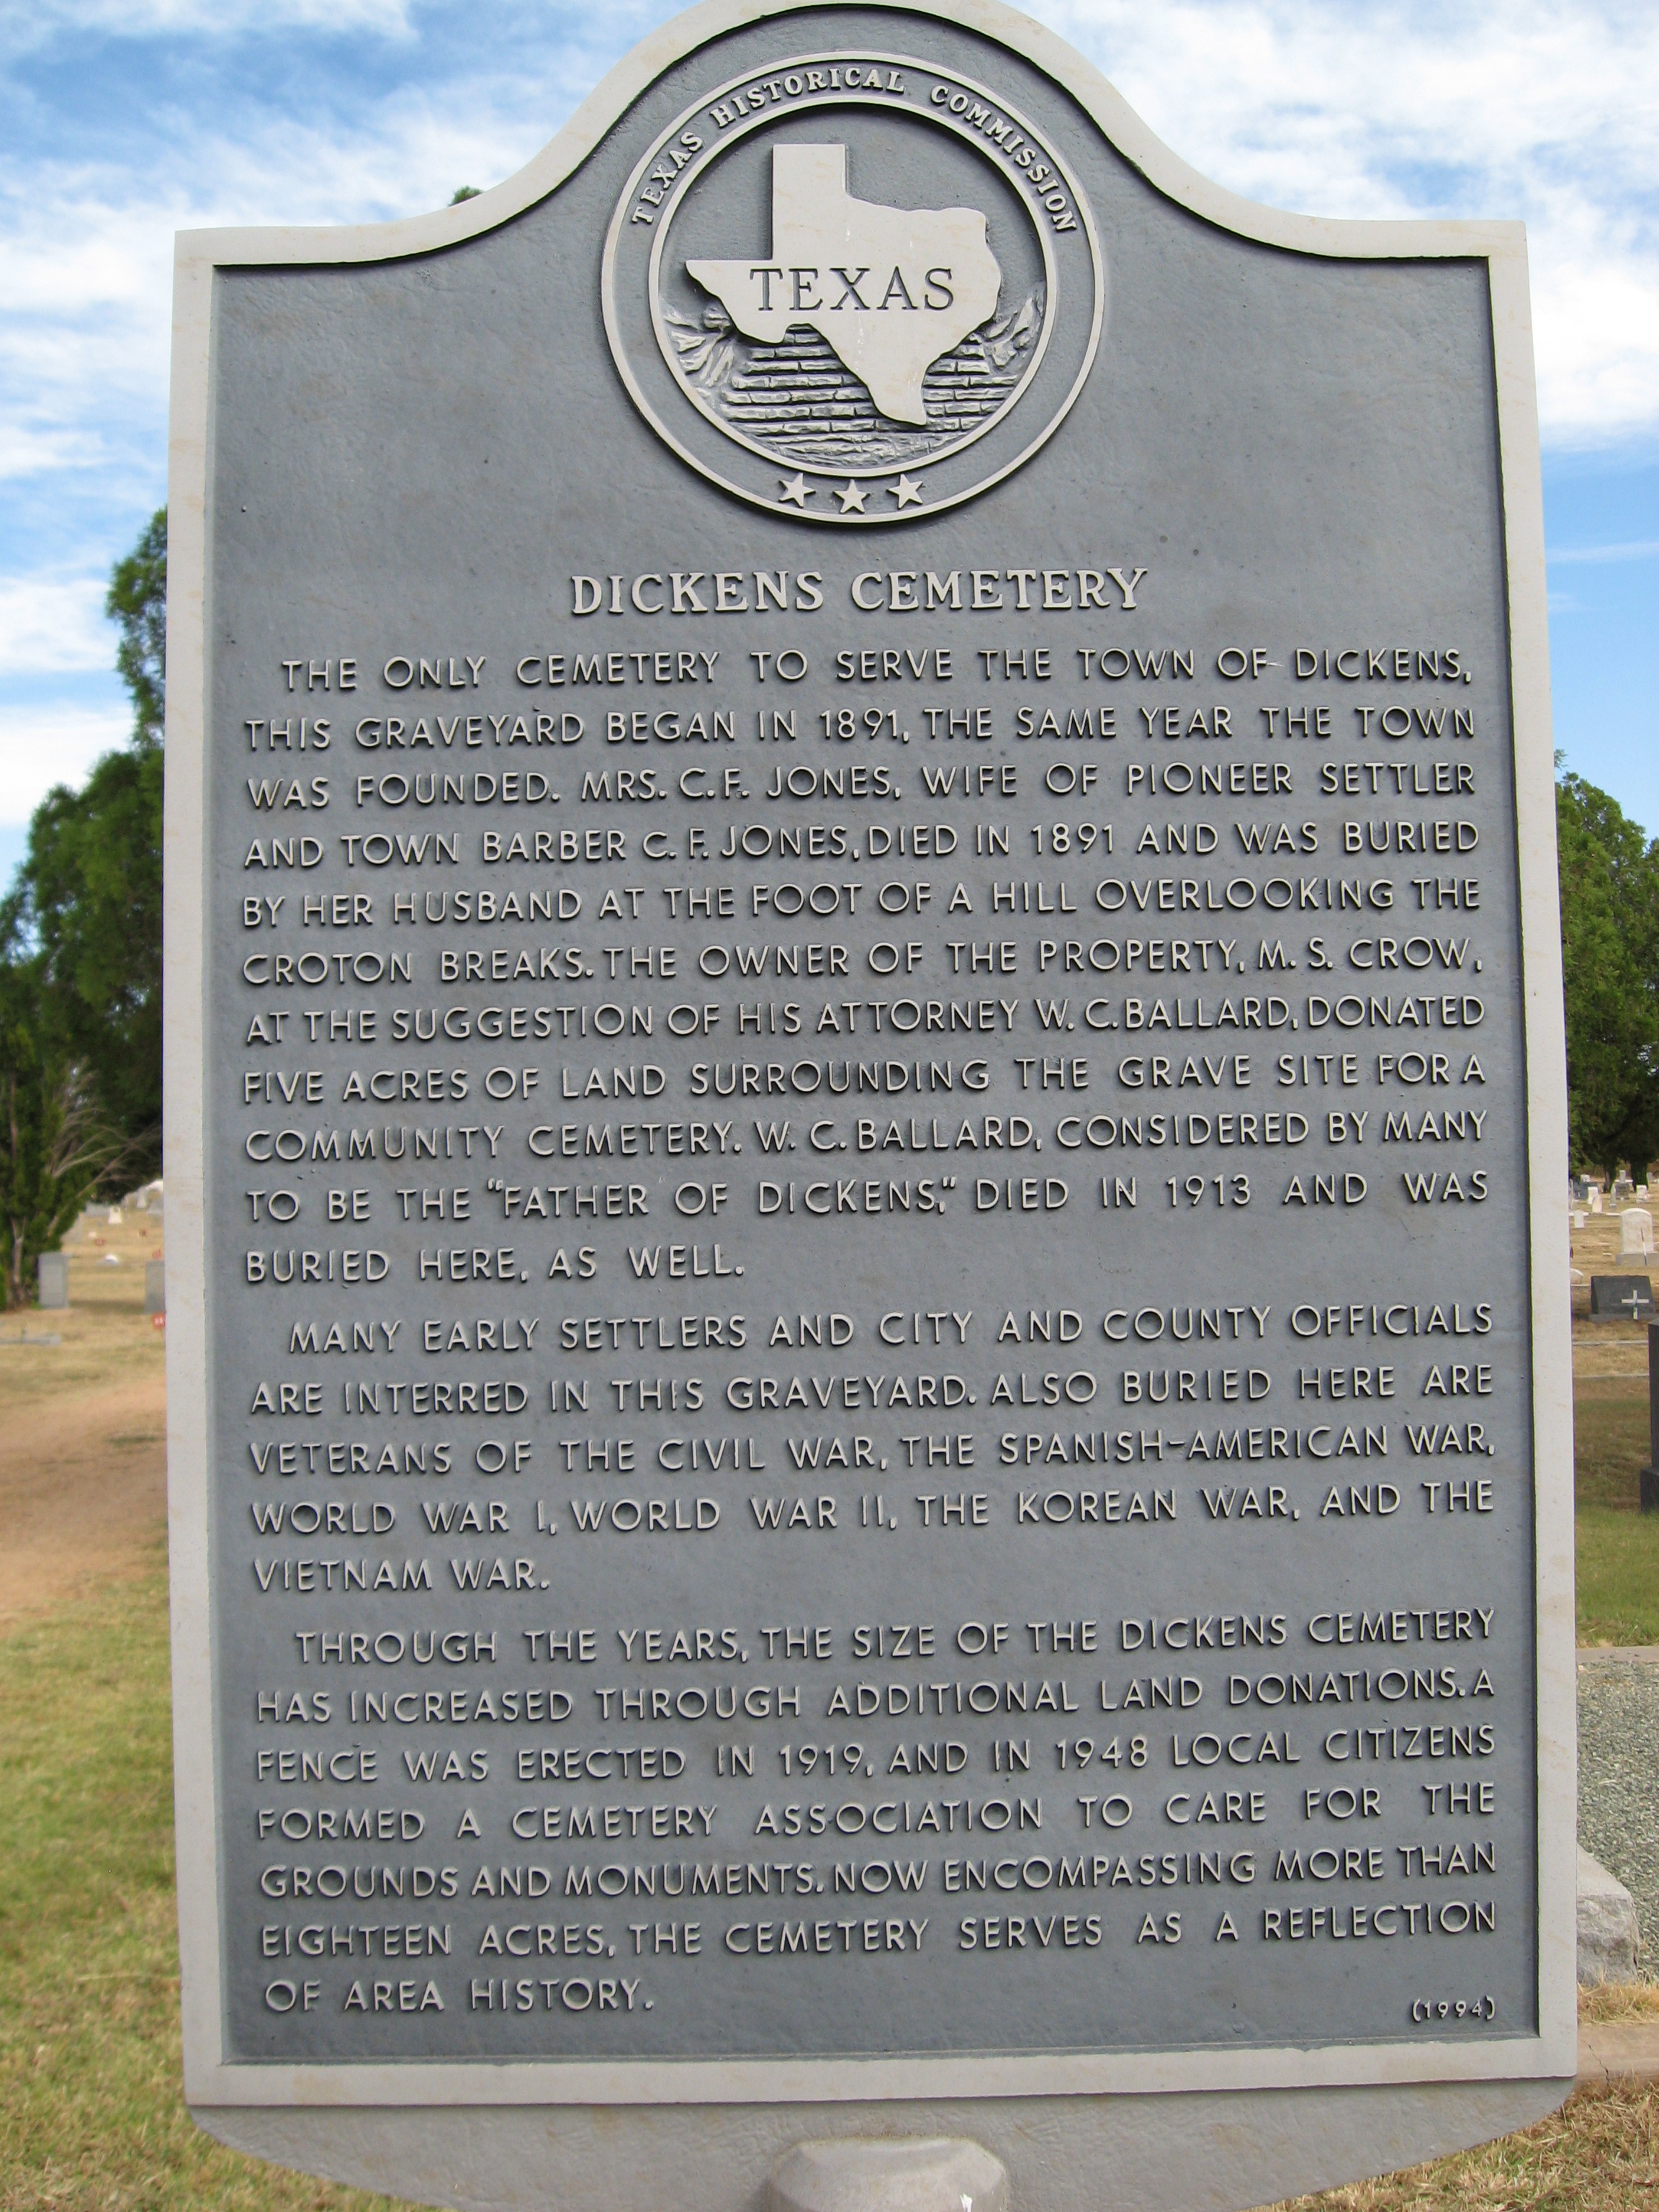 TEXAS HISTORICAL COMMISSION
TEXAS
DICKENS CEMETERY
THE ONLY CEMETERY TO SERVE THE TOWN OF DICKENS,
THIS GRAVEYARD BEGAN IN 1891, THE SAME YEAR THE TOWN
WAS FOUNDED. MRS. C. F. JONES, WIFE OF PIONEER SETTLER
AND TOWN BARBER C. F. JONES, DIED IN 1891 AND WAS BURIED
BY HER HUSBAND AT THE FOOT OF A HILL OVERLOOKING THE
CROTON BREAKS. THE OWNER OF THE PROPERTY, M. S. CROW,
AT THE SUGGESTION OF HIS ATTORNEY W. C. BALLARD, DONATED
FIVE ACRES OF LAND SURROUNDING THE GRAVE SITE FOR A
COMMUNITY CEMETERY. W. C. BALLARD, CONSIDERED BY MANY
TO BE THE "FATHER OF DICKENS," DIED IN 1913 AND WAS
BURIED HERE, AS WELL.
MANY EARLY SETTLERS AND CITY AND COUNTY OFFICIALS
ARE INTERRED IN THIS GRAVEYARD. ALSO BURIED HERE ARE
VETERANS OF THE CIVIL WAR, THE SPANISH-AMERICAN WAR,
WORLD WAR I, WORLD WAR II, THE KOREAN WAR, AND THE
VIETNAM WAR.
THROUGH THE YEARS, THE SIZE OF THE DICKENS CEMETERY
HAS INCREASED THROUGH ADDITIONAL LAND DONATIONS. A
FENCE WAS ERECTED IN 1919, AND IN 1948 LOCAL CITIZENS
FORMED A CEMETERY ASSOCIATION TO CARE FOR THE
GROUNDS AND MONUMENTS. NOW ENCOMPASSING MORE THAN
EIGHTEEN ACRES, THE CEMETERY SERVES AS A REFLECTION
OF AREA HISTORY.
(1994)